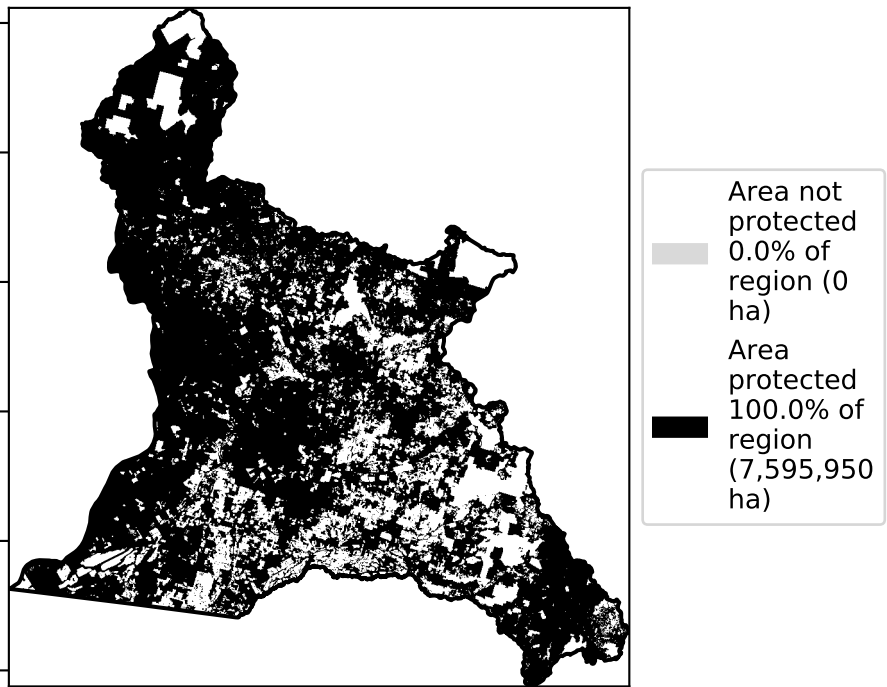 Area not
protected
0.0% of
region (0
ha)
Area
protected
100.0% of
region
(7,595,950
ha)